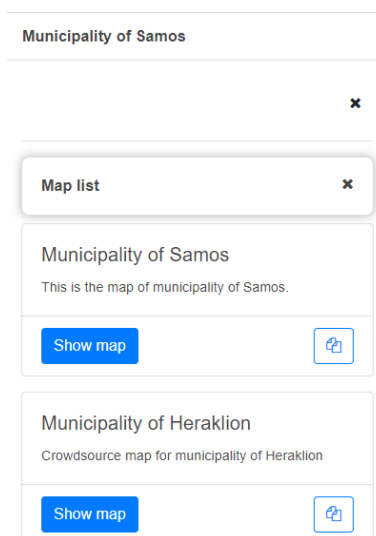 Municipality of Samos
Map list
Municipality of Samos
This is the map of municipality of Samos.
Show map
Municipality of Heraklion
Crowdsource map for municipality of Heraklion
Show map